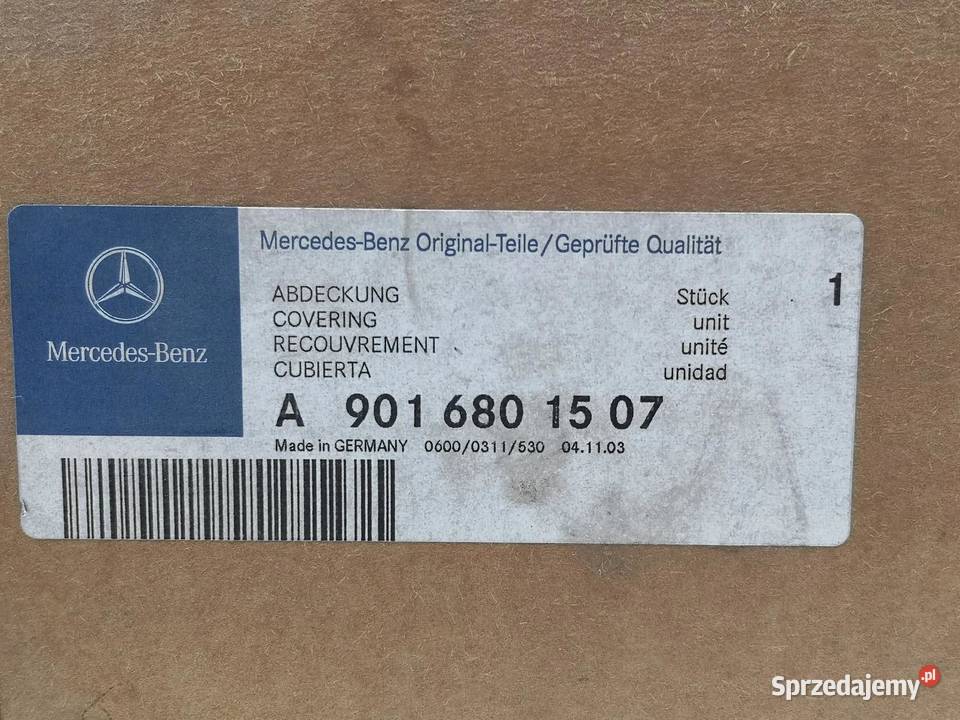 Mercedes-Benz
Mercedes-Benz Original-Teile/Geprüfte Qualität
ABDECKUNG Stück 1
COVERING unit
RECOUVREMENT unité
CUBIERTA unidad
A 901 680 15 07
Made in GERMANY 0600/0311/530 04.11.03
Sprzedajemy.pl